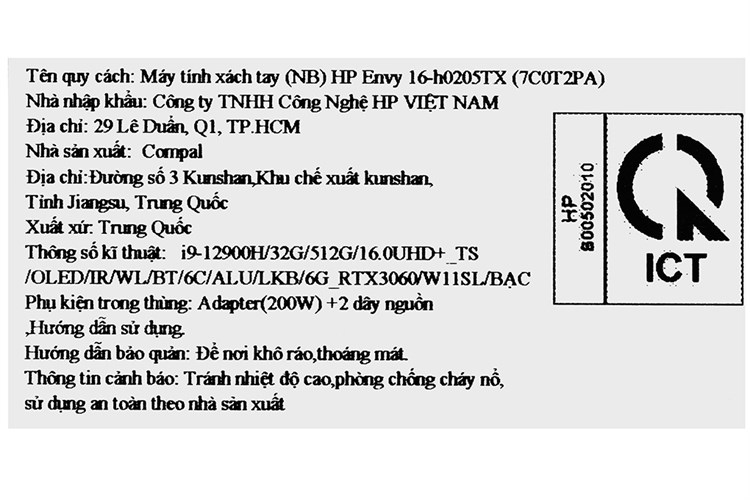 Tên quy cách: Máy tính xách tay (NB) HP Envy 16-h0205TX (7C0T2PA)
Nhà nhập khẩu: Công ty TNHH Công Nghệ HP VIỆT NAM
Địa chỉ: 29 Lê Duẩn, Q1, TP.HCM
Nhà sản xuất: Compal
Địa chỉ:Đường số 3 Kunshan,Khu chế xuất kunshan,
Tỉnh Jiangsu, Trung Quốc
Xuất xứ: Trung Quốc
Thông số kĩ thuật: i9-12900H/32G/512G/16.0UHD+_TS
/OLED/IR/WL/BT/6C/ALU/LKB/6G_RTX3060/W11SL/BẠC
Phụ kiện trong thùng: Adapter(200W) +2 dây nguồn
,Hướng dẫn sử dụng.
Hướng dẫn bảo quản: Để nơi khô ráo,thoáng mát.
Thông tin cảnh báo: Tránh nhiệt độ cao,phòng chống cháy nổ,
sử dụng an toàn theo nhà sản xuất
HP
B00502010
ICT